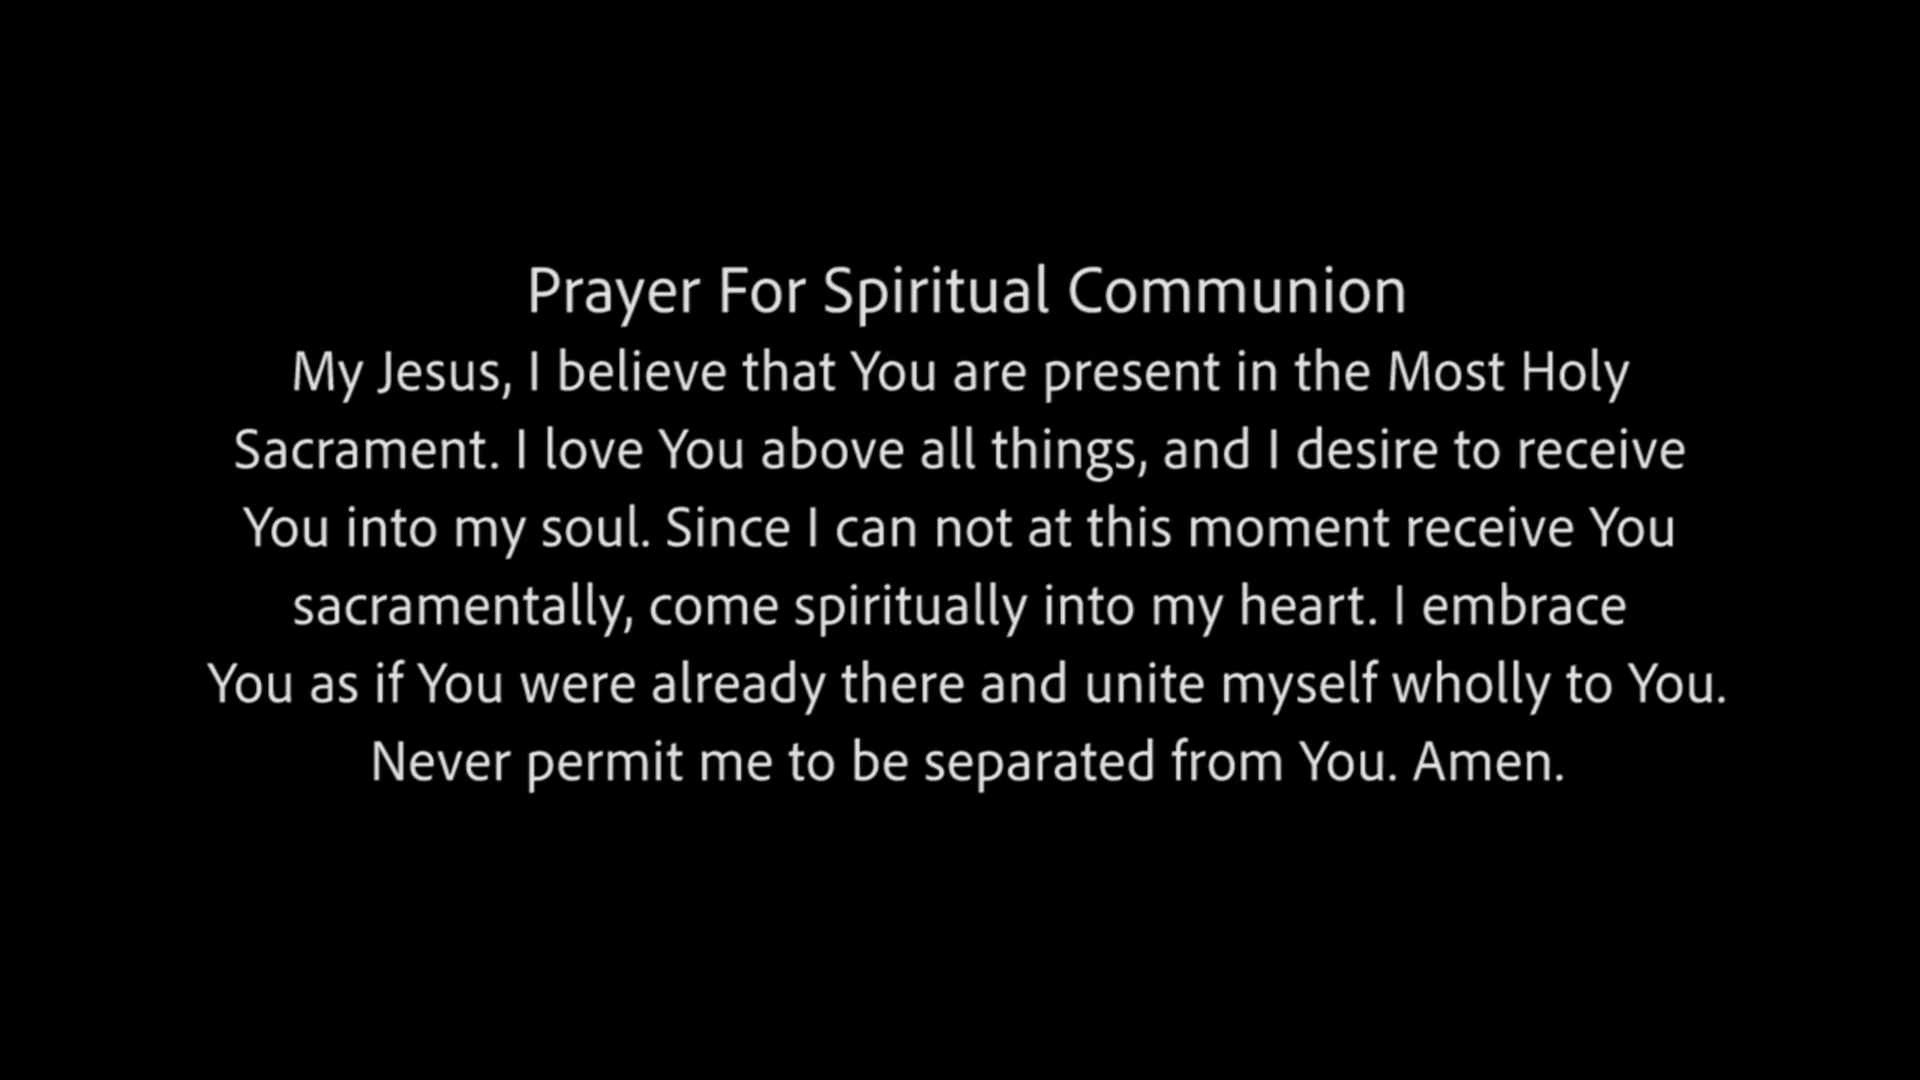 Prayer For Spiritual Communion
My Jesus, I believe that You are present in the Most Holy
Sacrament. I love You above all things, and I desire to receive
You into my soul. Since I can not at this moment receive You
sacramentally, come spiritually into my heart. I embrace
You as if You were already there and unite myself wholly to You.
Never permit me to be separated from You. Amen.